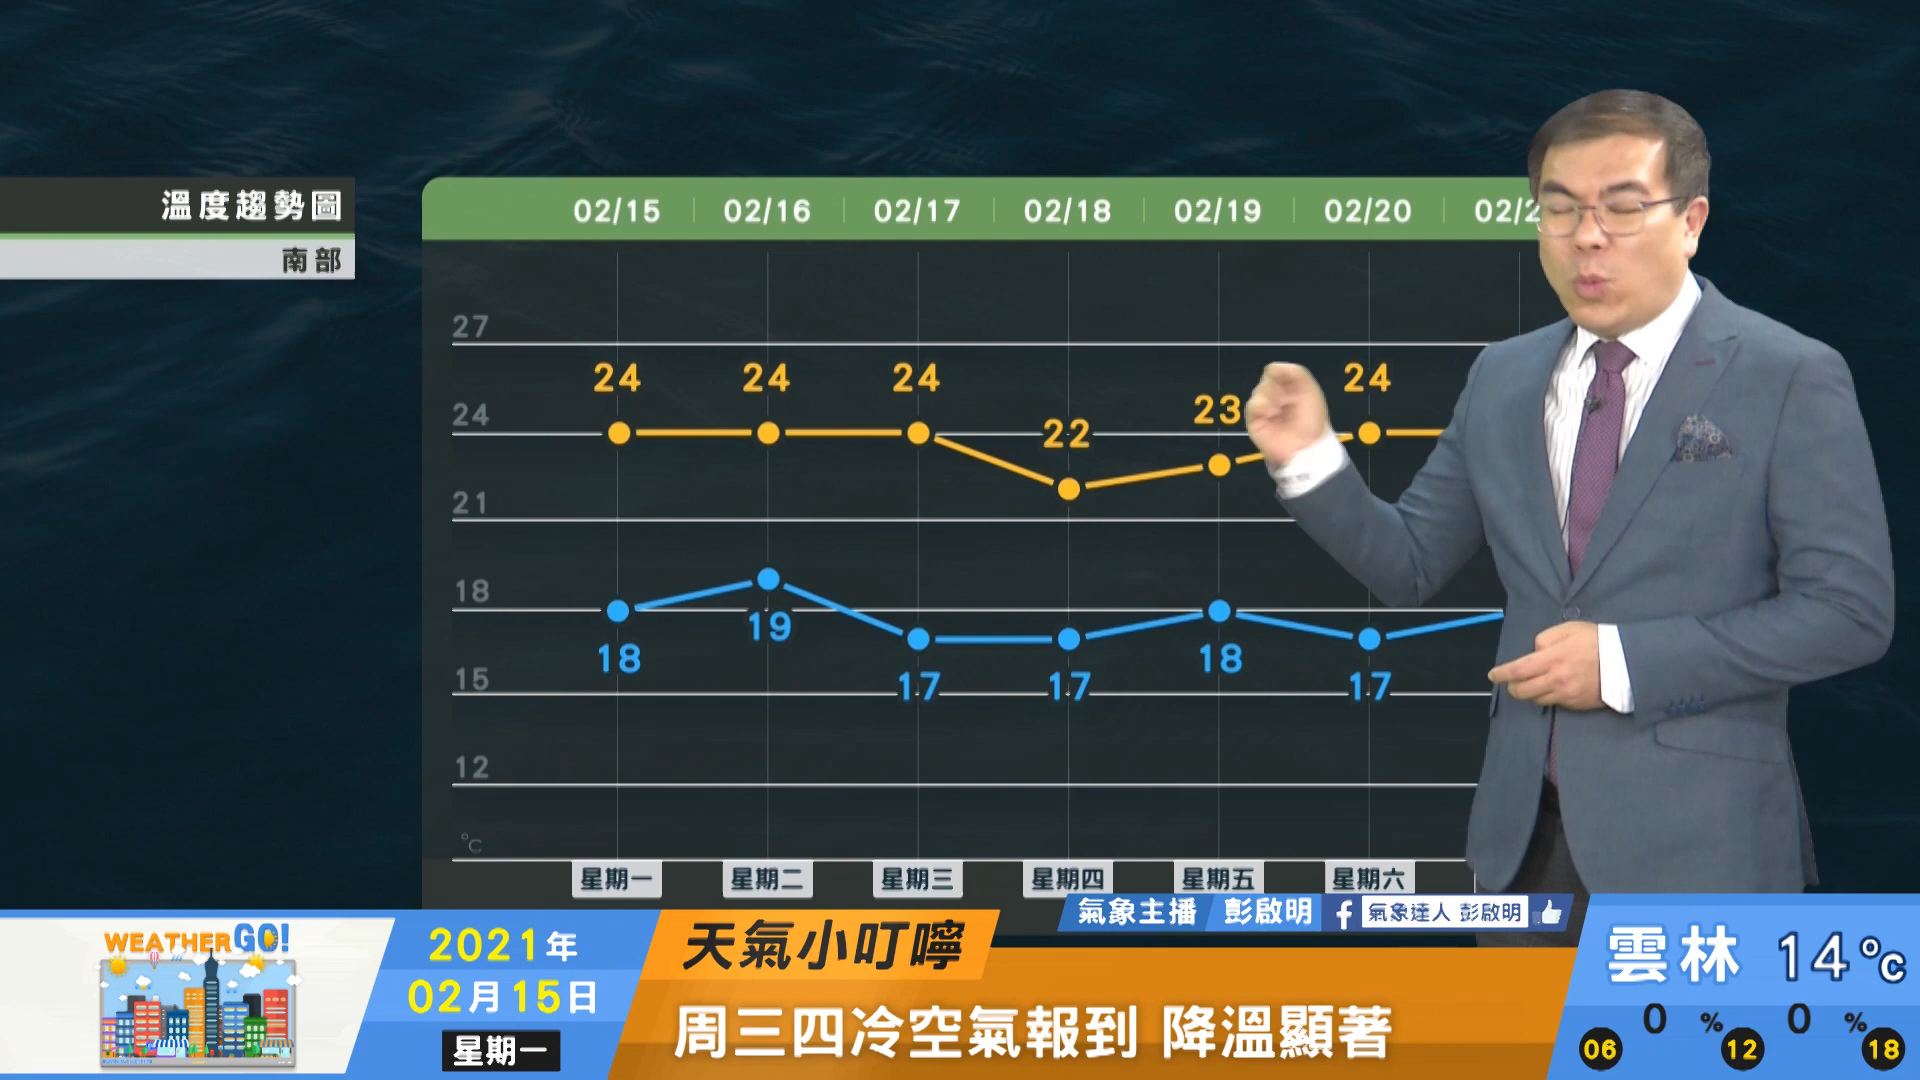 溫度趨勢圖
南部
02/15 02/16 02/17 02/18 02/19 02/20 02/2
27
24 24 24 22 23 24
24
21
18
18 19 17 17 18 17
15
12
°C
星期一 星期二 星期三 星期四 星期五 星期六
氣象主播 彭啟明 f 氣象達人 彭啟明
WEATHER GO!
2021年
02月15日
星期一
天氣小叮嚀
周三四冷空氣報到 降溫顯著
雲林 14°C
0 % 0 %
06 12 18